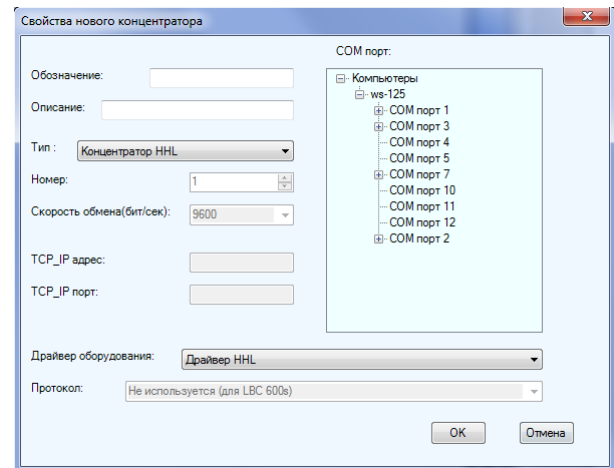 Свойства нового концентратора
COM порт:
Обозначение:
Описание:
Тип :
Концентратор HHL
Номер:
1
Скорость обмена(бит/сек):
9600
TCP_IP адрес:
TCP_IP порт:
Компьютеры
ws-125
COM порт 1
COM порт 3
COM порт 4
COM порт 5
COM порт 7
COM порт 10
COM порт 11
COM порт 12
COM порт 2
Драйвер оборудования:
Драйвер HHL
Протокол:
Не используется (для LBC 600s)
OK
Отмена